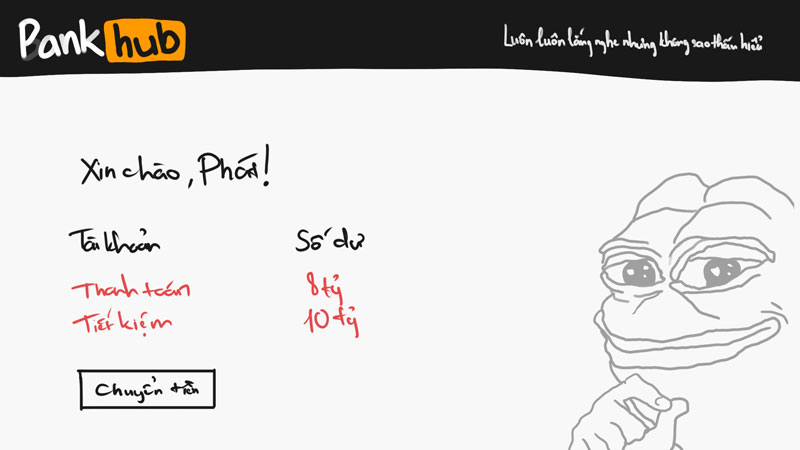 Bank hub
Luôn luôn lắng nghe nhưng không sao thấu hiểu
Xin chào, Phát!
Tài khoản Số dư
Thanh toán 8 tỷ
Tiết kiệm 10 tỷ
Chuyển tiền